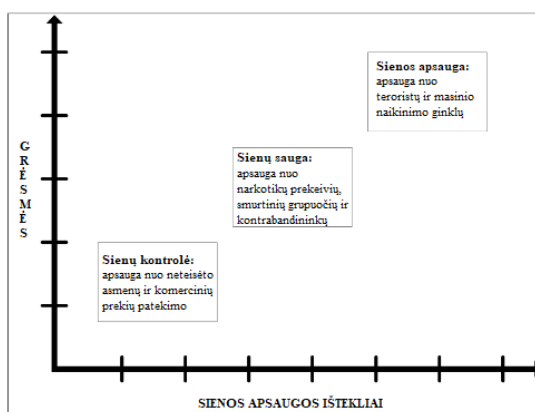 G
R
Ė
S
M
Ė
S
Sienos apsauga:
apsauga nuo
teroristų ir masinio
naikinimo ginklų
Sienų sauga:
apsauga nuo
narkotikų prekeivių,
smurtinių grupuočių ir
kontrabandininkų
Sienų kontrolė:
apsauga nuo neteisėto
asmenų ir komercinių
prekių patekimo
SIENOS APSAUGOS IŠTEKLIAI